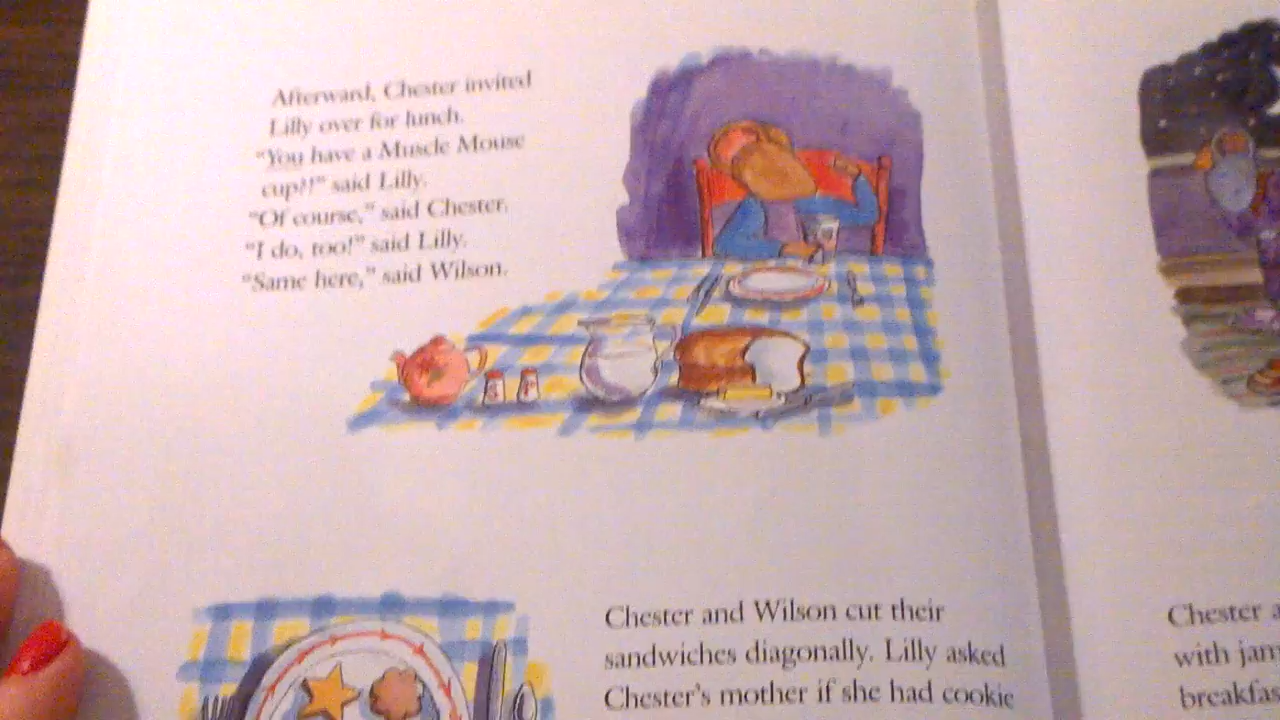 Afterward, Chester invited
Lilly over for lunch.
"You have a Muscle Mouse
cup?!" said Lilly.
"Of course," said Chester.
"I do, too!" said Lilly.
"Same here," said Wilson.
Chester and Wilson cut their
sandwiches diagonally. Lilly asked
Chester's mother if she had cookie
Chester
with jam